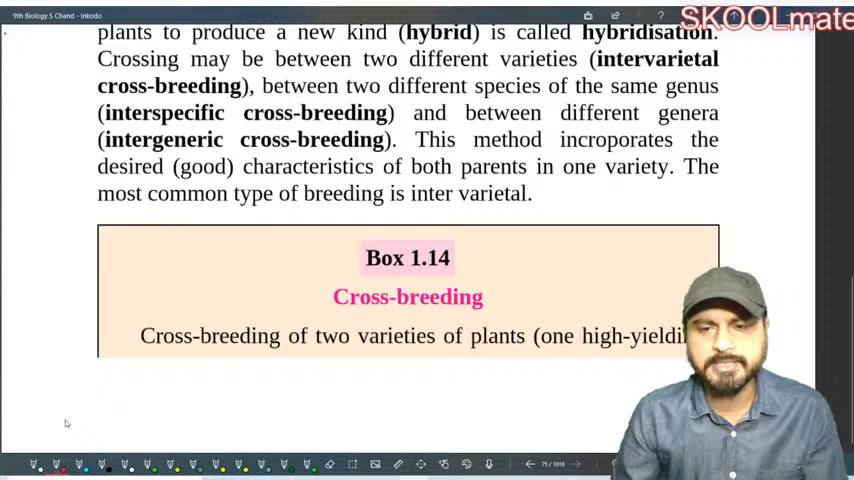 9th Biology S Chand - Inkodo
SKOOLmate
plants to produce a new kind (hybrid) is called hybridisation.
Crossing may be between two different varieties (intervarietal
cross-breeding), between two different species of the same genus
(interspecific cross-breeding) and between different genera
(intergeneric cross-breeding). This method incroporates the
desired (good) characteristics of both parents in one variety. The
most common type of breeding is inter varietal.
Box 1.14
Cross-breeding
Cross-breeding of two varieties of plants (one high-yieldi
75 / 1018